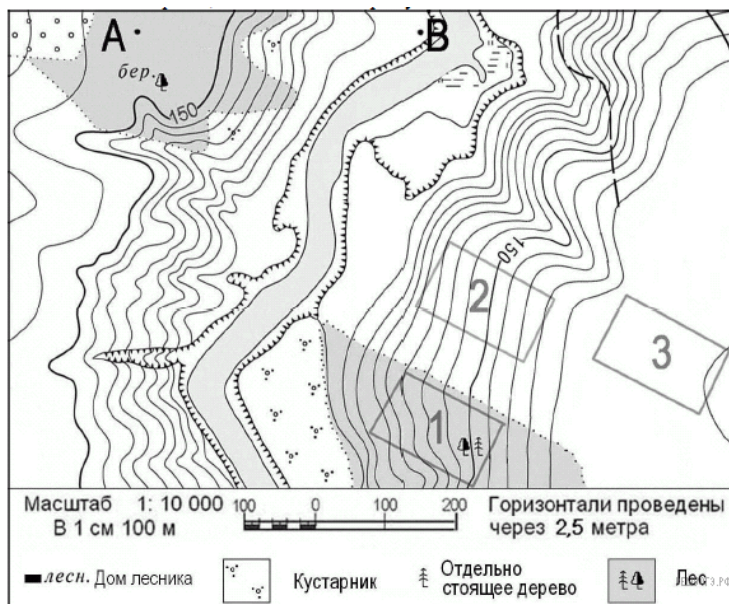 А В
бер.
150
150
2
3
1
Масштаб 1: 10 000
В 1 см 100 м
100 0 200
Горизонтали проведены
через 2,5 метра
лесн. Дом лесника
Кустарник
Отдельно
стоящее дерево
Лес